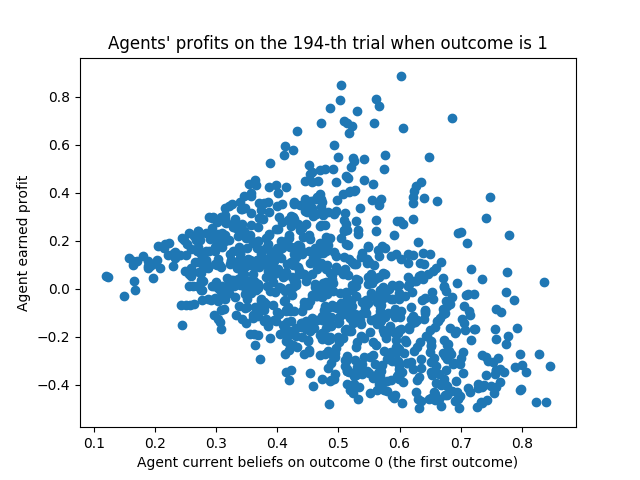 Agents' profits on the 194-th trial when outcome is 1
0.8
0.6
0.4
0.2
0.0
−0.2
−0.4
Agent earned profit
0.1 0.2 0.3 0.4 0.5 0.6 0.7 0.8
Agent current beliefs on outcome 0 (the first outcome)